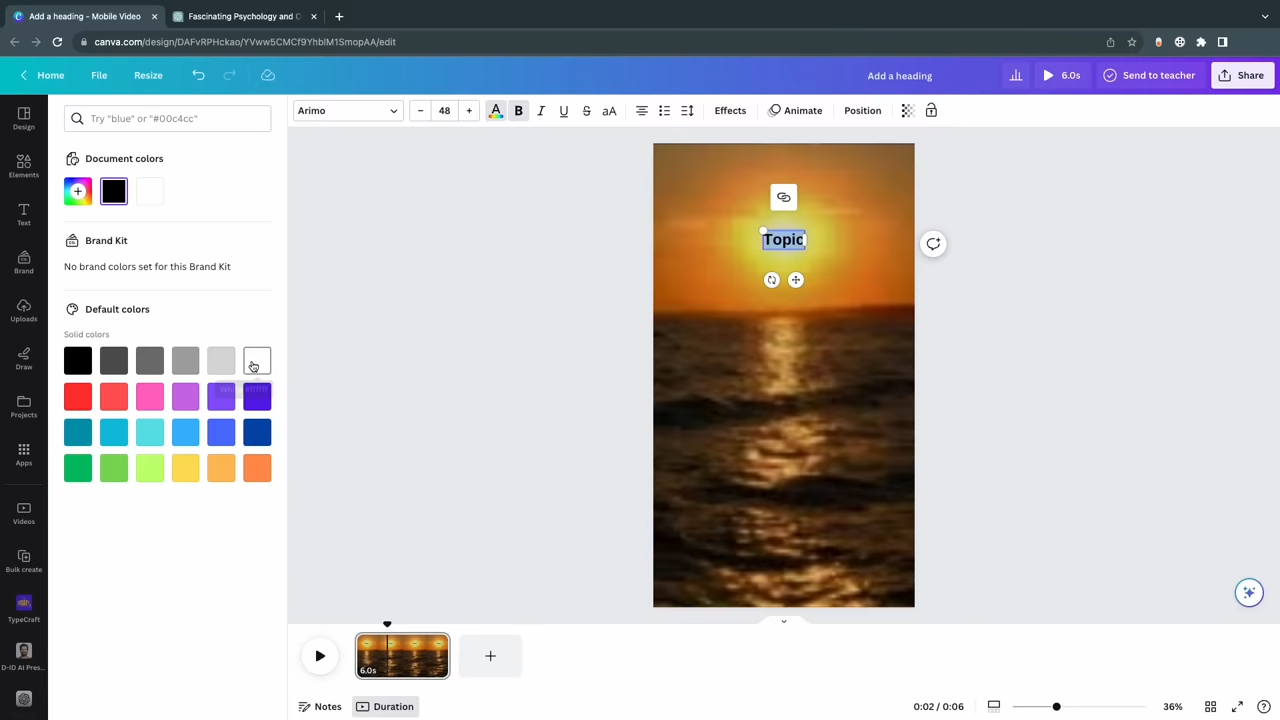 Add a heading - Mobile Video
Fascinating Psychology and C
canva.com/design/DAFvRPHckao/YVww5CMCf9YhblM1SmopAA/edit
Home
File
Resize
Add a heading
6.0s
Send to teacher
Share
Design
Elements
Text
Brand
Uploads
Draw
Projects
Apps
Videos
Bulk create
TypeCraft
D-ID AI Pres...
Try "blue" or "#00c4cc"
Document colors
Brand Kit
No brand colors set for this Brand Kit
Default colors
Solid colors
Arimo
48
A
B
I
U
S
aA
Effects
Animate
Position
Topic
6.0s
Notes
Duration
0:02 / 0:06
36%